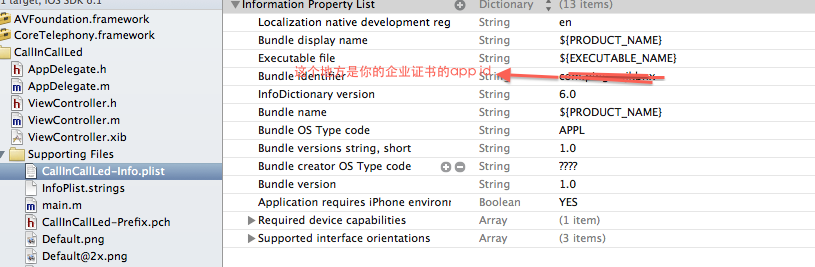 1 target, iOS SDK 6.1
AVFoundation.framework
CoreTelephony.framework
CallInCallLed
AppDelegate.h
AppDelegate.m
ViewController.h
ViewController.m
ViewController.xib
Supporting Files
CallInCallLed-Info.plist
InfoPlist.strings
main.m
CallInCallLed-Prefix.pch
Default.png
Default@2x.png
Information Property List Dictionary (13 items)
Localization native development reg String en
Bundle display name String ${PRODUCT_NAME}
Executable file String ${EXECUTABLE_NAME}
这个地方是你的企业证书的app id
Bundle identifier String
InfoDictionary version String 6.0
Bundle name String ${PRODUCT_NAME}
Bundle OS Type code String APPL
Bundle versions string, short String 1.0
Bundle creator OS Type code String ????
Bundle version String 1.0
Application requires iPhone environm Boolean YES
Required device capabilities Array (1 item)
Supported interface orientations Array (3 items)